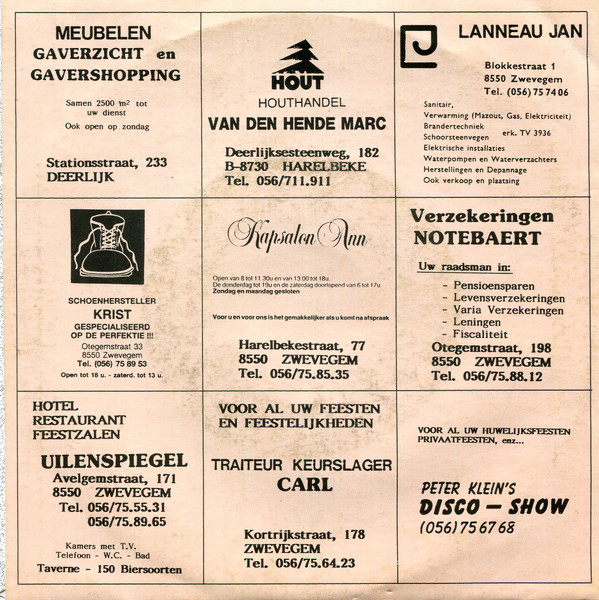 MEUBELEN
GAVERZICHT en
GAVERSHOPPING
Samen 2500 m² tot
uw dienst
Ook open op zondag
Stationsstraat, 233
DEERLIJK
HOUT
HOUTHANDEL
VAN DEN HENDE MARC
Deerlijksesteenweg, 182
B-8730 HARELBEKE
Tel. 056/711.911
LANNEAU JAN
Blokkestraat 1
8550 Zwevegem
Tel. (056) 75 74 06
Sanitair,
Verwarming (Mazout, Gas, Elektriciteit)
Brandertechniek
Schoorsteenvegen erk. TV 3936
Elektrische installaties
Waterpompen en Waterverzachters
Herstellingen en Depannage
Ook verkoop en plaatsing
SCHOENHERSTELLER
KRIST
GESPECIALISEERD
OP DE PERFEKTIE !!!
Otegemstraat 33
8550 Zwevegem
Tel. (056) 75 89 53
Open tot 18 u. - zaterd. tot 13 u.
Kapsalon Ann
Open van 8 tot 11.30u en van 13.00 tot 18u.
De donderdag tot 19u en de zaterdag doorlopend van 6 tot 17u.
Zondag en maandag gesloten
Voor u en voor ons is het gemakkelijker als u komt na afspraak
Harelbekestraat, 77
8550 ZWEVEGEM
Tel. 056/75.85.35
Verzekeringen
NOTEBAERT
Uw raadsman in:
- Pensioensparen
- Levensverzekeringen
- Varia Verzekeringen
- Leningen
- Fiscaliteit
Otegemstraat, 198
8550 ZWEVEGEM
Tel. 056/75.88.12
HOTEL
RESTAURANT
FEESTZALEN
UILENSPIEGEL
Avelgemstraat, 171
8550 ZWEVEGEM
Tel. 056/75.55.31
056/75.89.65
Kamers met T.V.
Telefoon - W.C. - Bad
Taverne - 150 Biersoorten
VOOR AL UW FEESTEN
EN FEESTELIJKHEDEN
TRAITEUR KEURSLAGER
CARL
Kortrijkstraat, 178
ZWEVEGEM
Tel. 056/75.64.23
VOOR AL UW HUWELIJKSFEESTEN
PRIVAATFEESTEN, enz...
PETER KLEIN'S
DISCO - SHOW
(056) 75 67 68